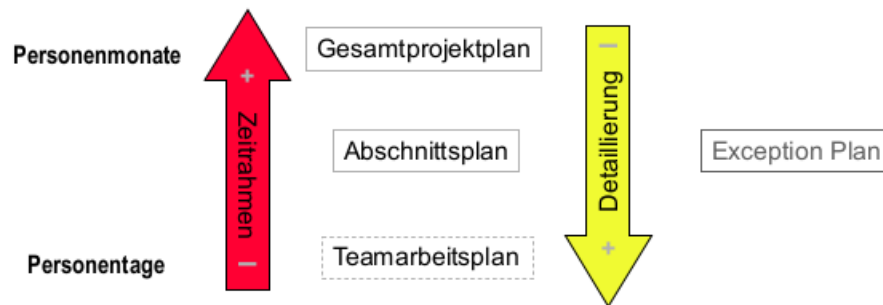 Personenmonate
Gesamtprojektplan
Zeitrahmen
+
–
Abschnittsplan
Detaillierung
–
+
Exception Plan
Personentage
Teamarbeitsplan